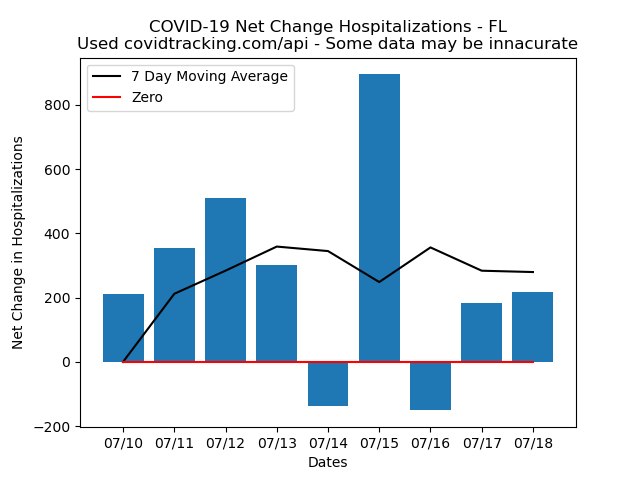 COVID-19 Net Change Hospitalizations - FL
Used covidtracking.com/api - Some data may be innacurate
7 Day Moving Average
Zero
Net Change in Hospitalizations
800
600
400
200
0
−200
07/10 07/11 07/12 07/13 07/14 07/15 07/16 07/17 07/18
Dates